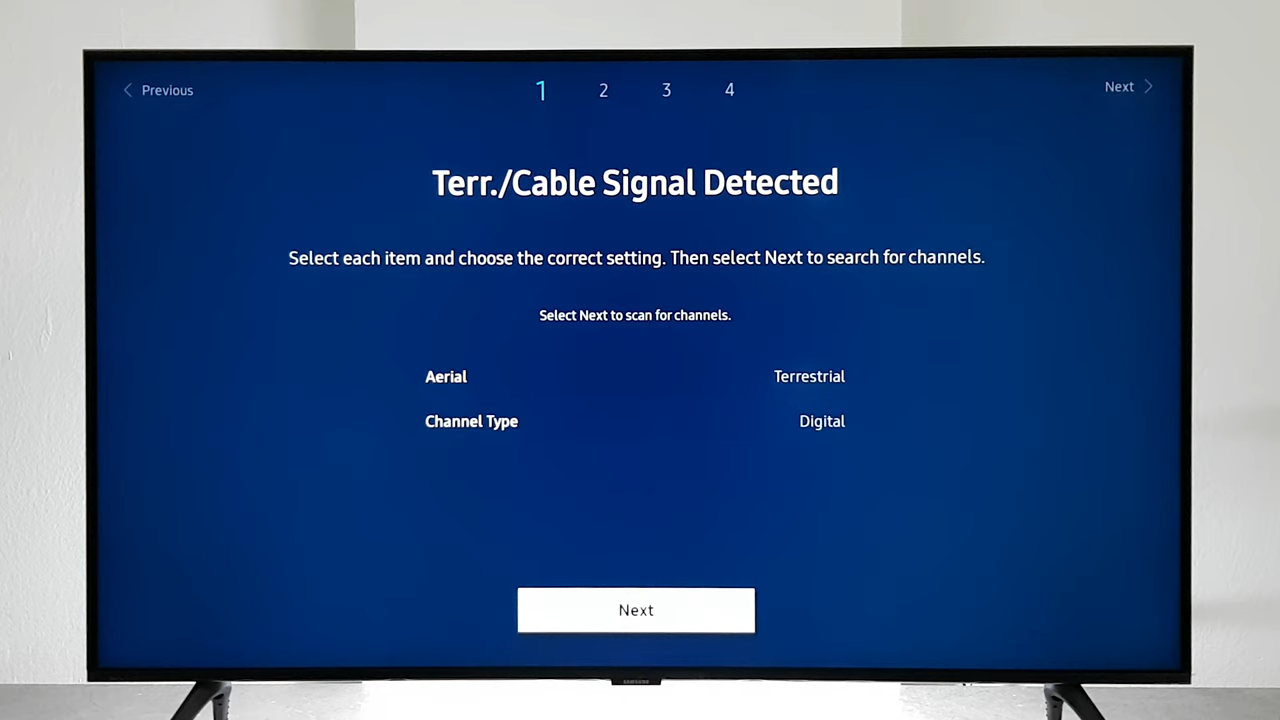 Previous
1 2 3 4
Next
Terr./Cable Signal Detected
Select each item and choose the correct setting. Then select Next to search for channels.
Select Next to scan for channels.
Aerial Terrestrial
Channel Type Digital
Next
SAMSUNG